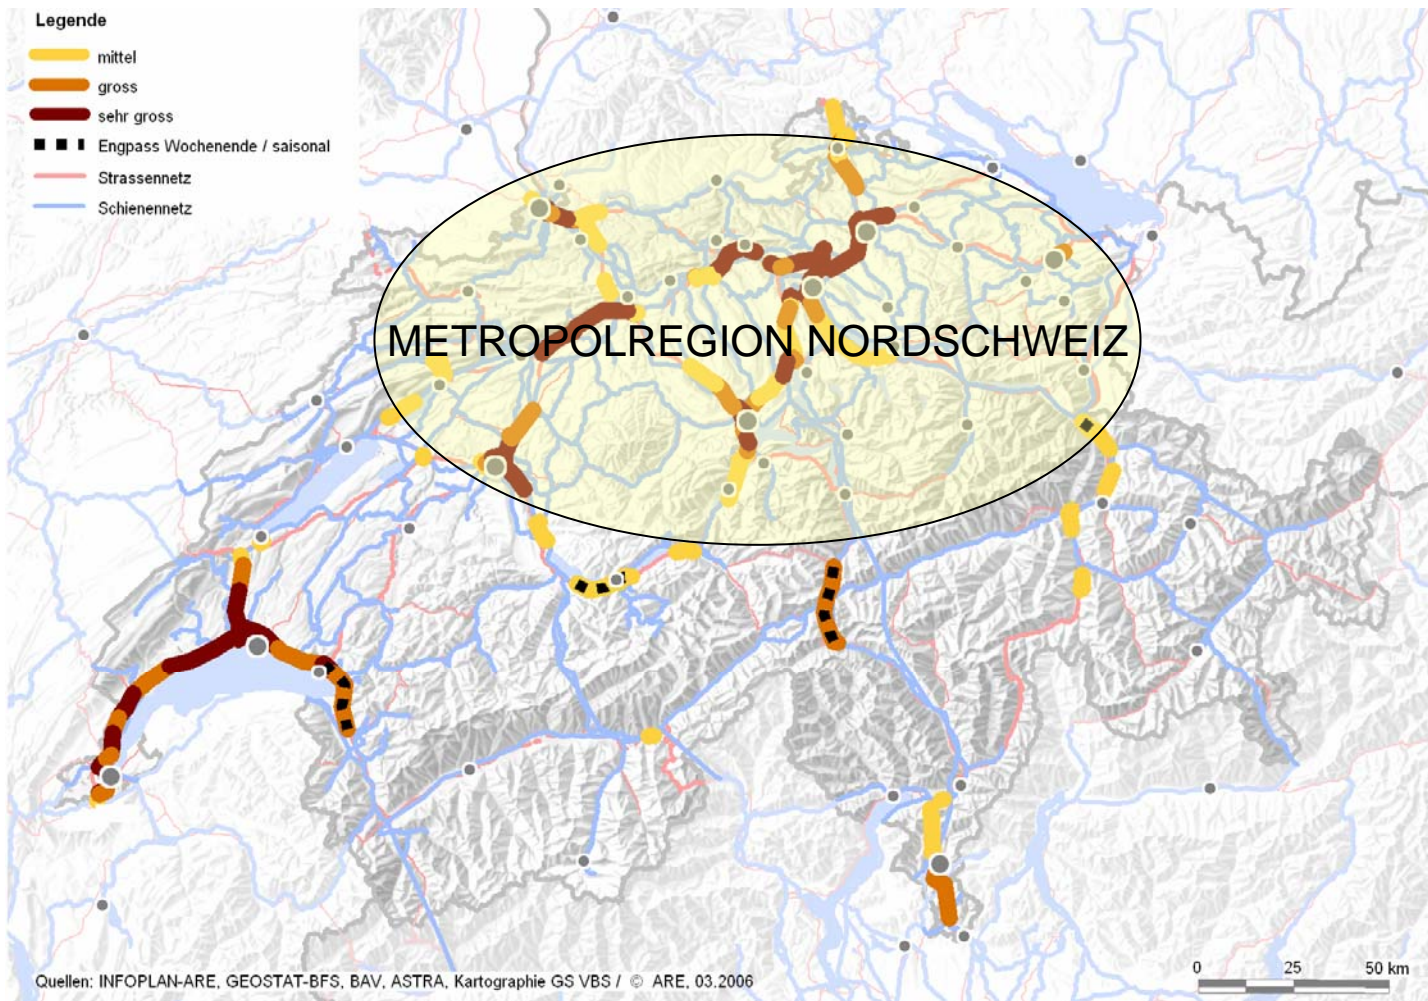 Legende
mittel
gross
sehr gross
Engpass Wochenende / saisonal
Strassennetz
Schienennetz
METROPOLREGION NORDSCHWEIZ
Quellen: INFOPLAN-ARE, GEOSTAT-BFS, BAV, ASTRA, Kartographie GS VBS / © ARE, 03.2006
0 25 50 km